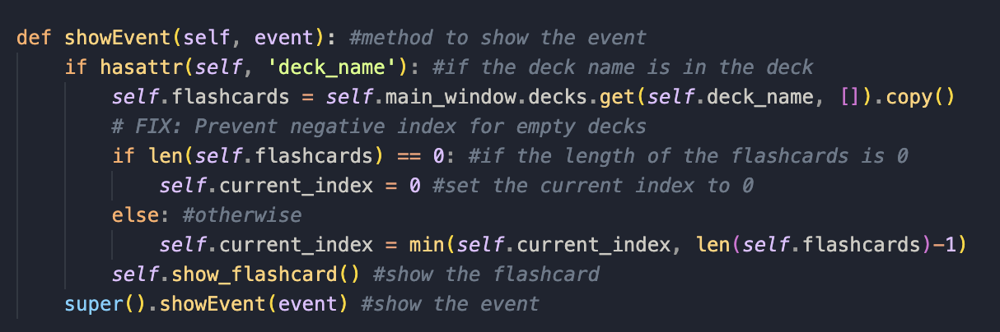 def showEvent(self, event): #method to show the event
    if hasattr(self, 'deck_name'): #if the deck name is in the deck
        self.flashcards = self.main_window.decks.get(self.deck_name, []).copy()
        # FIX: Prevent negative index for empty decks
        if len(self.flashcards) == 0: #if the length of the flashcards is 0
            self.current_index = 0 #set the current index to 0
        else: #otherwise
            self.current_index = min(self.current_index, len(self.flashcards)-1)
        self.show_flashcard() #show the flashcard
    super().showEvent(event) #show the event